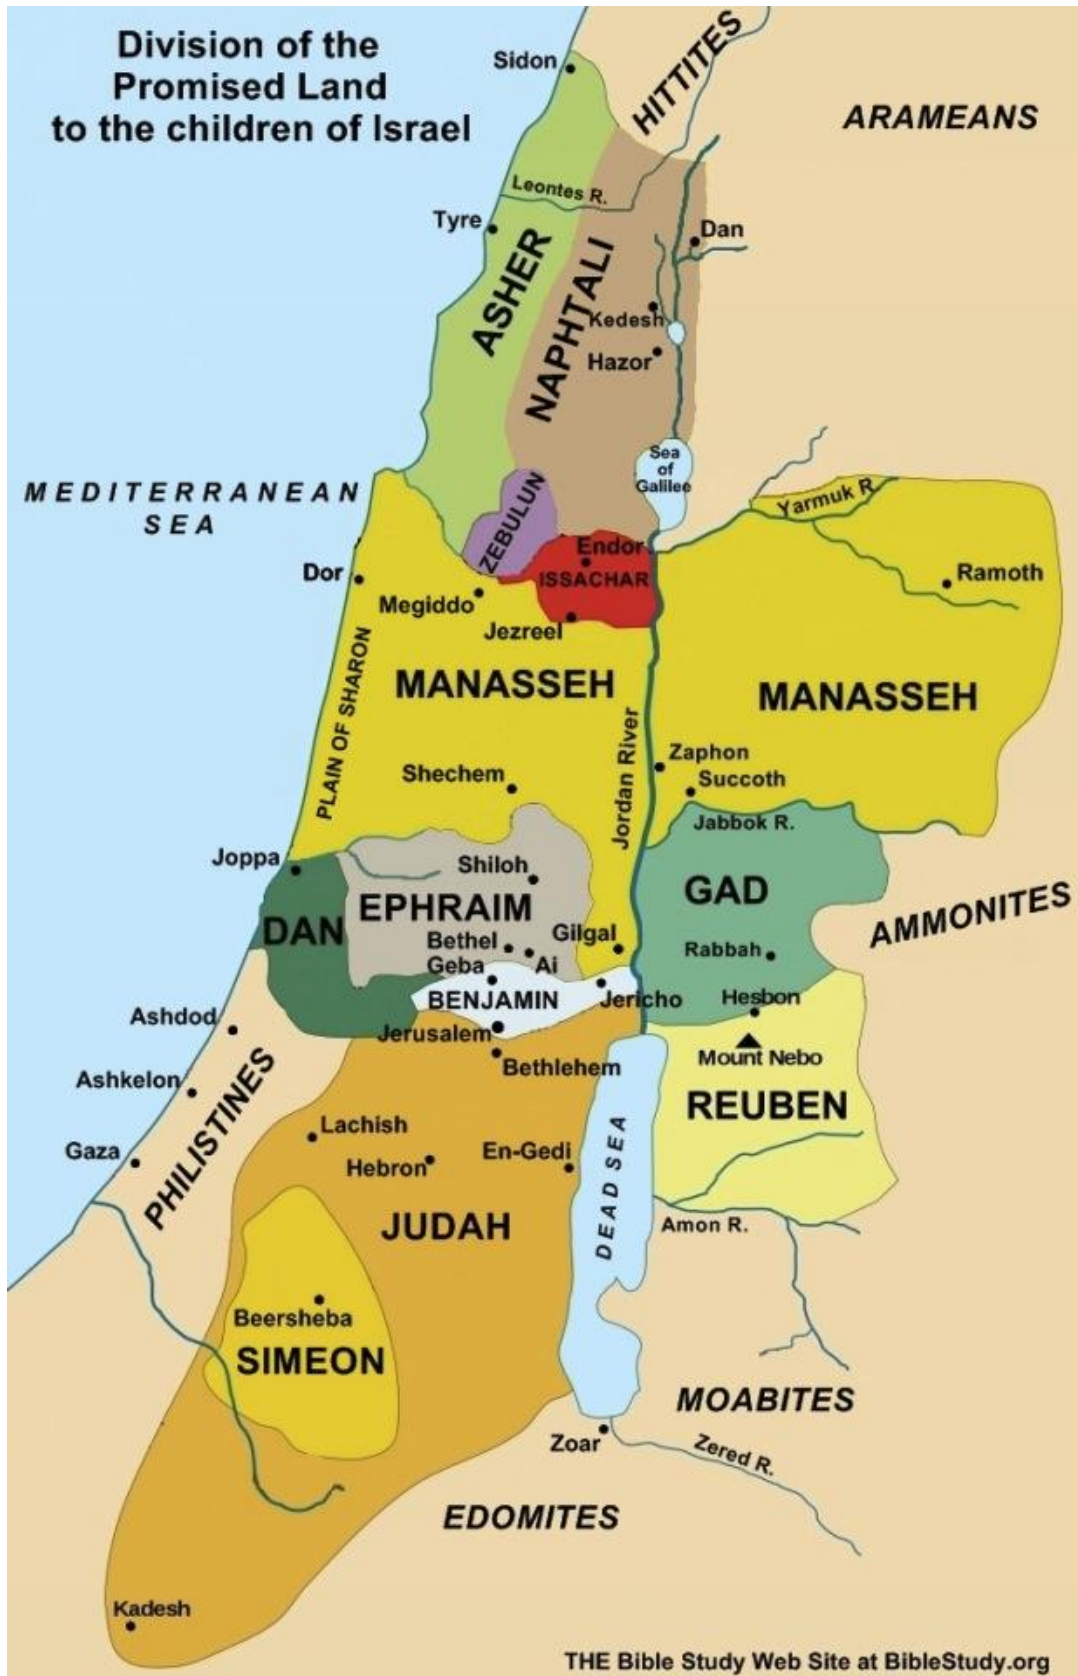 Division of the
Promised Land
to the children of Israel
Sidon
HITTITES
ARAMEANS
Leontes R.
Tyre
Dan
ASHER
NAPHTALI
Kedesh
Hazor
Sea
of
Galilee
MEDITERRANEAN
SEA
ZEBULUN
Yarmuk R.
Endor
ISSACHAR
Dor
Ramoth
Megiddo
Jezreel
PLAIN OF SHARON
MANASSEH
MANASSEH
Jordan River
Zaphon
Shechem
Succoth
Jabbok R.
Joppa
Shiloh
GAD
EPHRAIM
DAN
AMMONITES
Bethel
Gilgal
Rabbah
Geba
Ai
BENJAMIN
Jericho
Hesbon
Ashdod
Jerusalem
Mount Nebo
Bethlehem
Ashkelon
PHILISTINES
REUBEN
Lachish
Gaza
Hebron
En-Gedi
DEAD SEA
JUDAH
Amon R.
Beersheba
SIMEON
MOABITES
Zoar
Zered R.
EDOMITES
Kadesh
THE Bible Study Web Site at BibleStudy.org